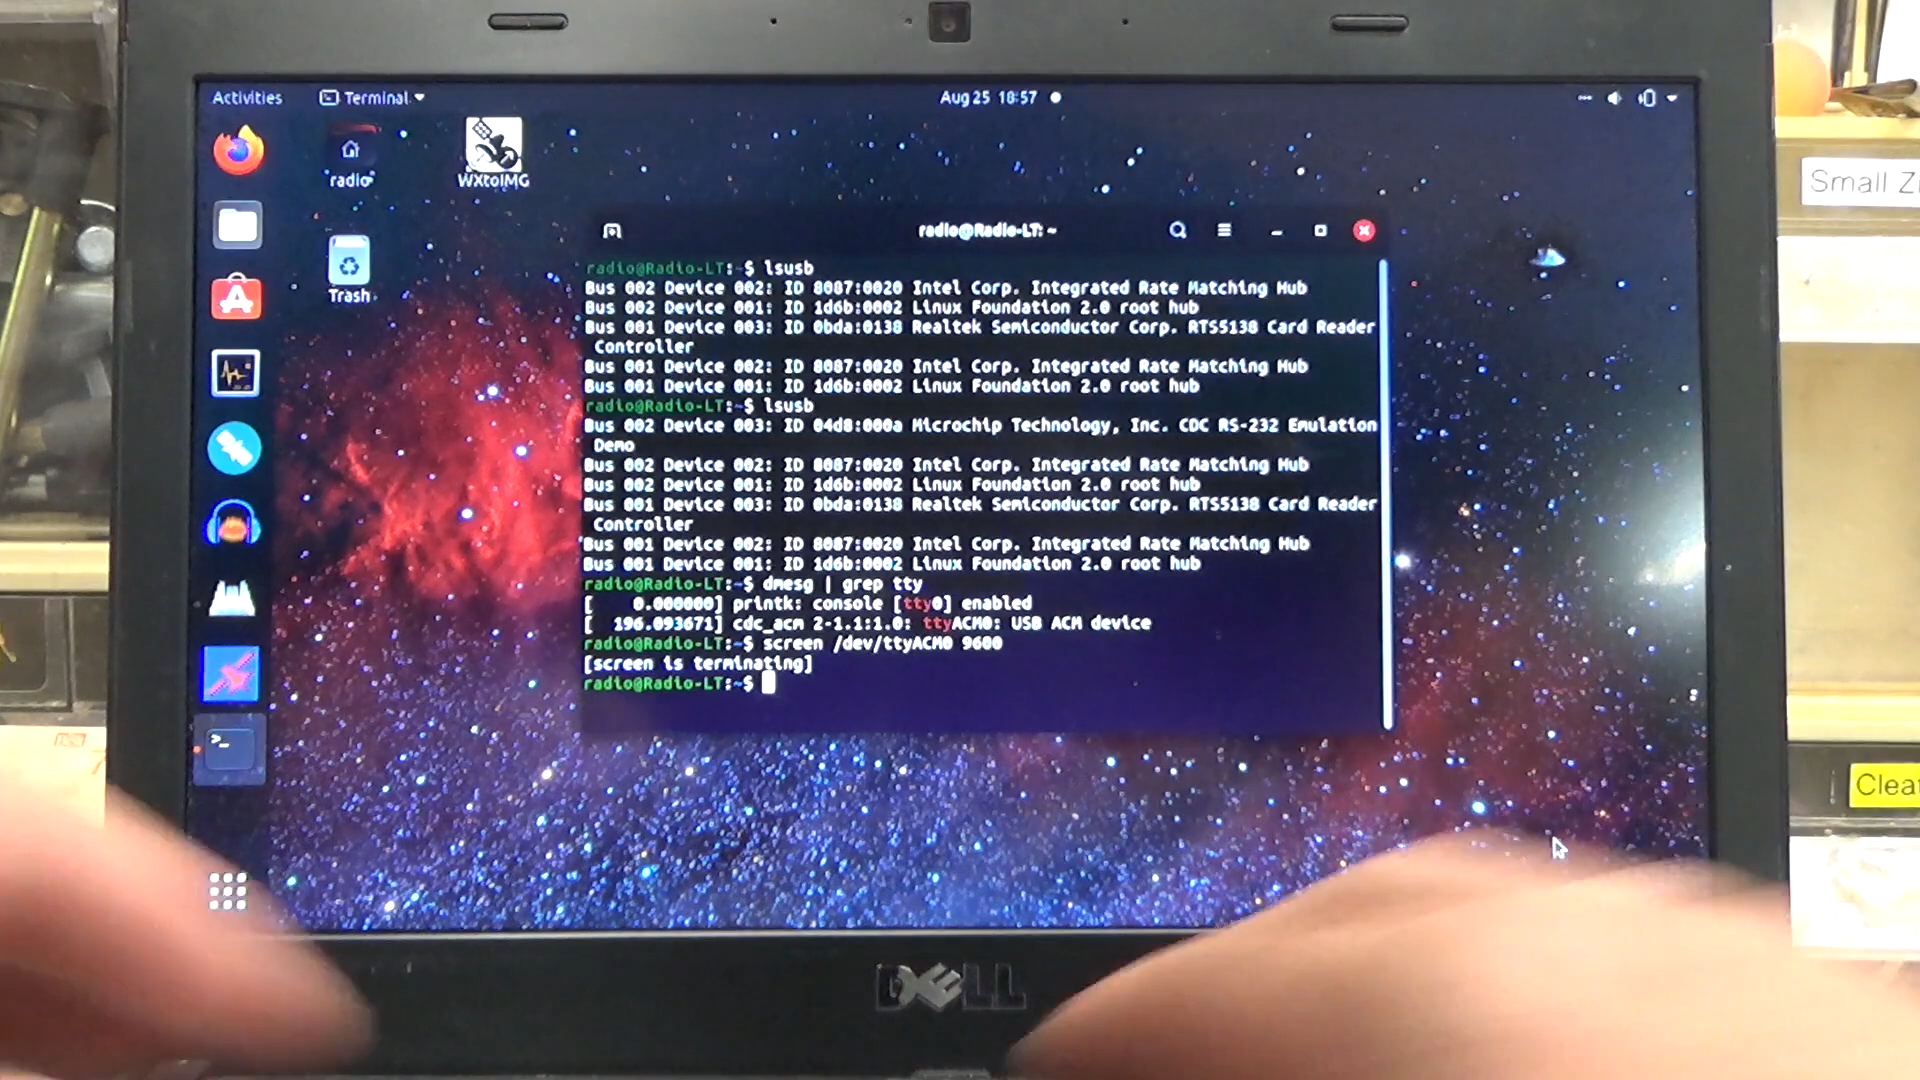 Activities
Terminal
Aug 25 18:57
radio
WXtoIMG
Trash
radio@Radio-LT: ~
radio@Radio-LT:~$ lsusb
Bus 002 Device 002: ID 8087:0020 Intel Corp. Integrated Rate Matching Hub
Bus 002 Device 001: ID 1d6b:0002 Linux Foundation 2.0 root hub
Bus 001 Device 003: ID 0bda:0138 Realtek Semiconductor Corp. RTS5138 Card Reader
Controller
Bus 001 Device 002: ID 8087:0020 Intel Corp. Integrated Rate Matching Hub
Bus 001 Device 001: ID 1d6b:0002 Linux Foundation 2.0 root hub
radio@Radio-LT:~$ lsusb
Bus 002 Device 003: ID 04d8:000a Microchip Technology, Inc. CDC RS-232 Emulation
Demo
Bus 002 Device 002: ID 8087:0020 Intel Corp. Integrated Rate Matching Hub
Bus 002 Device 001: ID 1d6b:0002 Linux Foundation 2.0 root hub
Bus 001 Device 003: ID 0bda:0138 Realtek Semiconductor Corp. RTS5138 Card Reader
Controller
Bus 001 Device 002: ID 8087:0020 Intel Corp. Integrated Rate Matching Hub
Bus 001 Device 001: ID 1d6b:0002 Linux Foundation 2.0 root hub
radio@Radio-LT:~$ dmesg | grep tty
[    0.000000] printk: console [tty0] enabled
[  196.093671] cdc_acm 2-1.1:1.0: ttyACM0: USB ACM device
radio@Radio-LT:~$ screen /dev/ttyACM0 9600
[screen is terminating]
radio@Radio-LT:~$
DELL
Small Z
Clea